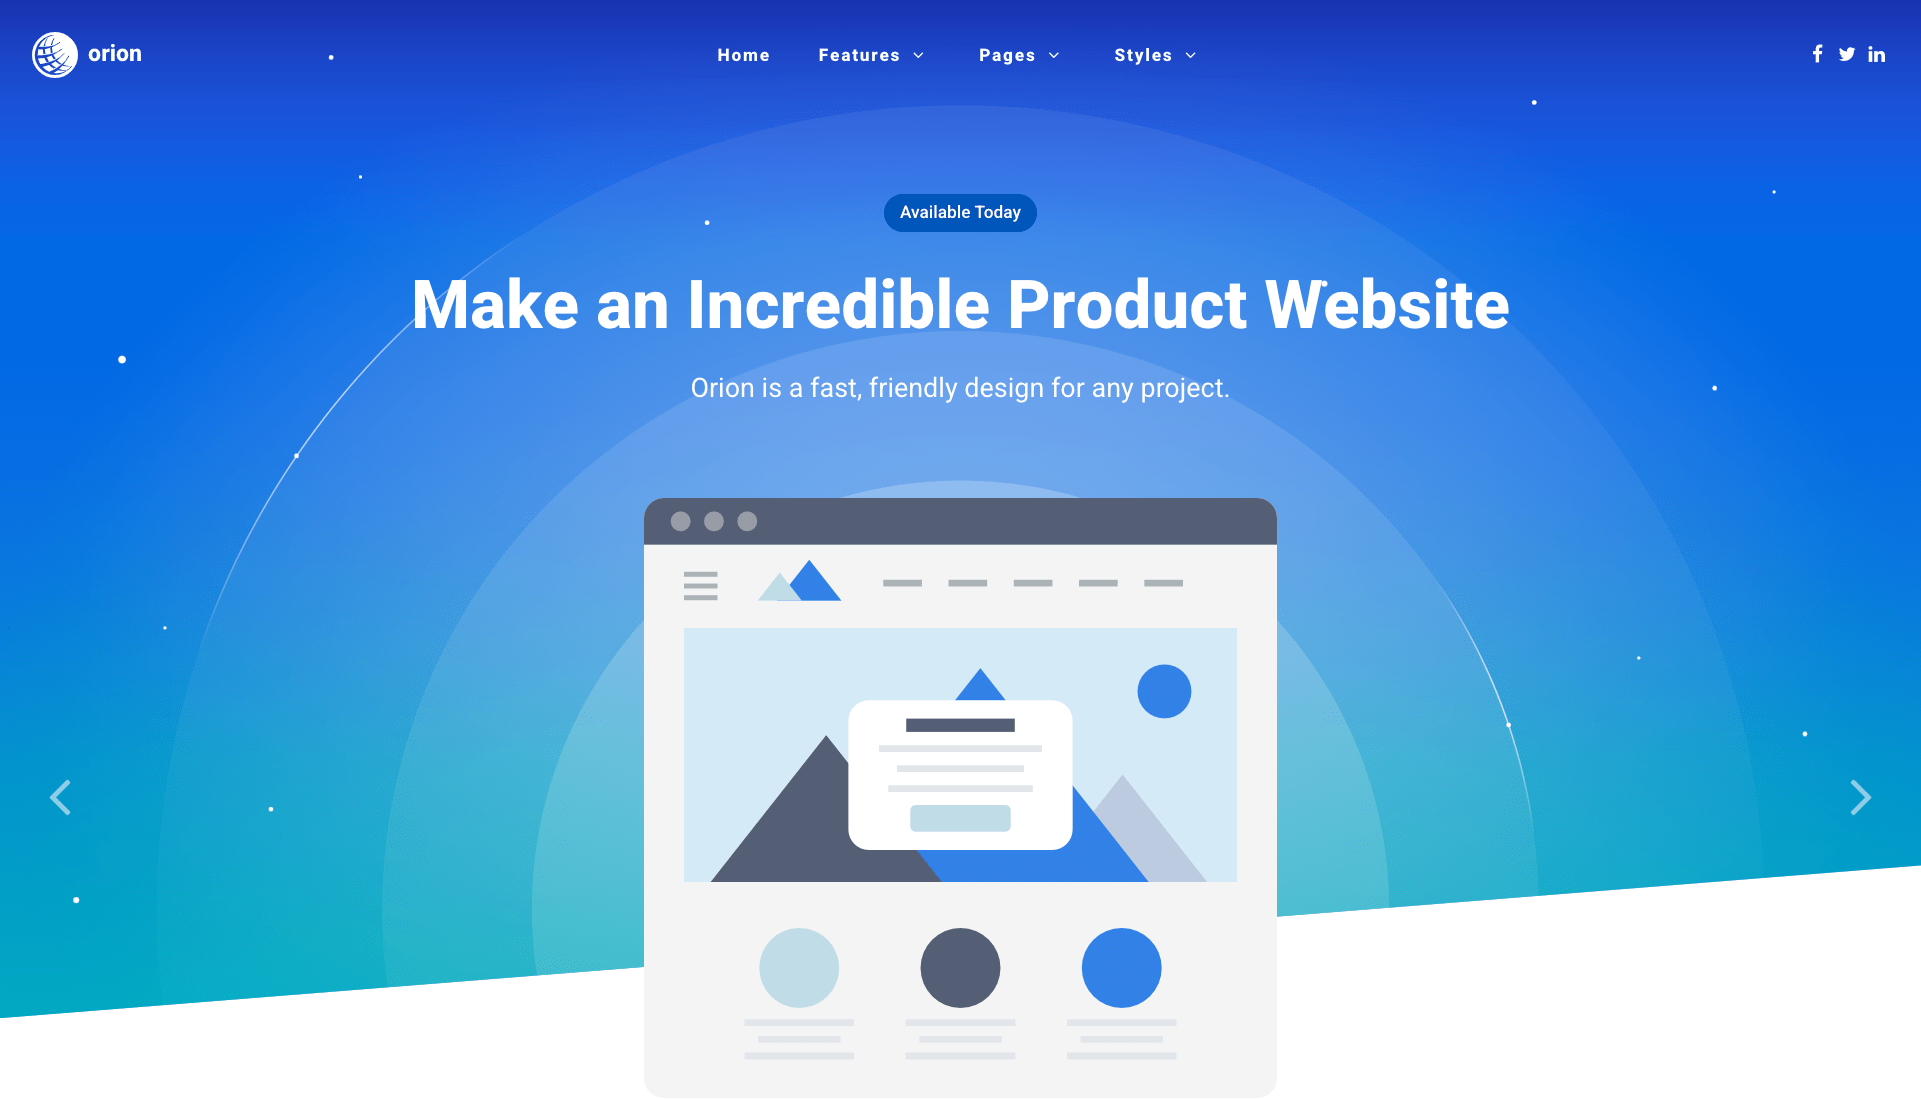 orion
Home Features Pages Styles
Available Today
Make an Incredible Product Website
Orion is a fast, friendly design for any project.